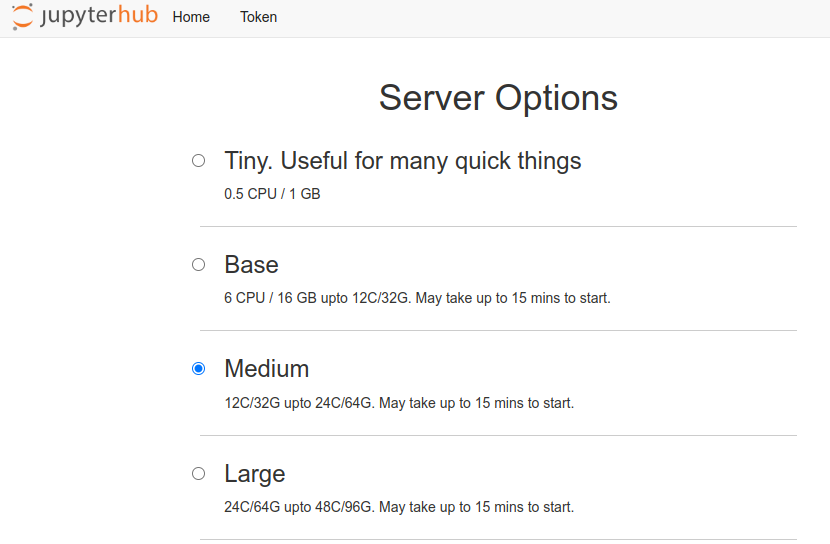 jupyterhub Home Token
Server Options
Tiny. Useful for many quick things
0.5 CPU / 1 GB
Base
6 CPU / 16 GB upto 12C/32G. May take up to 15 mins to start.
Medium
12C/32G upto 24C/64G. May take up to 15 mins to start.
Large
24C/64G upto 48C/96G. May take up to 15 mins to start.